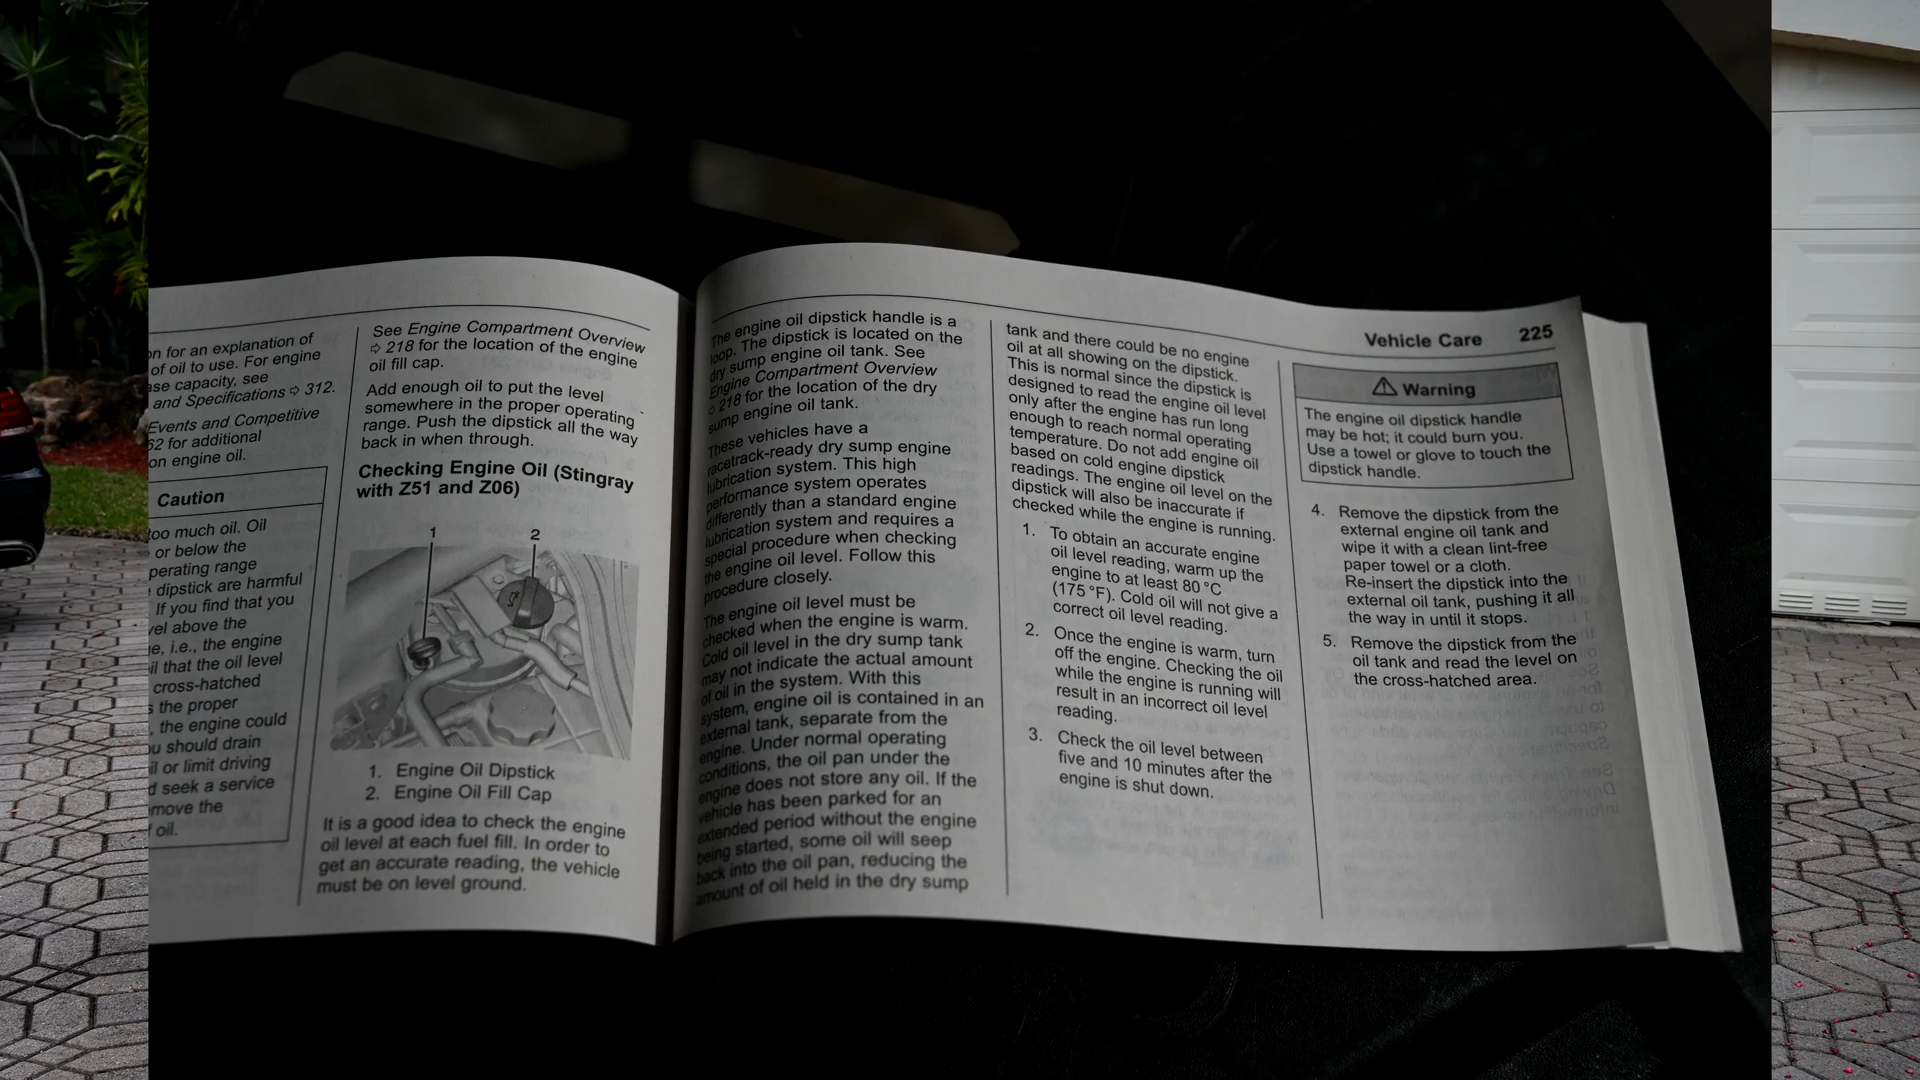 on for an explanation of
of oil to use. For engine
ase capacity, see
and Specifications ⇨ 312.
Events and Competitive
62 for additional
on engine oil.
Caution
too much oil. Oil
or below the
perating range
dipstick are harmful
If you find that you
vel above the
e, i.e., the engine
il that the oil level
cross-hatched
s the proper
, the engine could
u should drain
il or limit driving
d seek a service
move the
f oil.
See Engine Compartment Overview
⇨ 218 for the location of the engine
oil fill cap.
Add enough oil to put the level
somewhere in the proper operating
range. Push the dipstick all the way
back in when through.
Checking Engine Oil (Stingray
with Z51 and Z06)
1 2
1. Engine Oil Dipstick
2. Engine Oil Fill Cap
It is a good idea to check the engine
oil level at each fuel fill. In order to
get an accurate reading, the vehicle
must be on level ground.
Vehicle Care 225
The engine oil dipstick handle is a
loop. The dipstick is located on the
dry sump engine oil tank. See
Engine Compartment Overview
⇨ 218 for the location of the dry
sump engine oil tank.
These vehicles have a
racetrack-ready dry sump engine
lubrication system. This high
performance system operates
differently than a standard engine
lubrication system and requires a
special procedure when checking
the engine oil level. Follow this
procedure closely.
The engine oil level must be
checked when the engine is warm.
Cold oil level in the dry sump tank
may not indicate the actual amount
of oil in the system. With this
system, engine oil is contained in an
external tank, separate from the
engine. Under normal operating
conditions, the oil pan under the
engine does not store any oil. If the
vehicle has been parked for an
extended period without the engine
being started, some oil will seep
back into the oil pan, reducing the
amount of oil held in the dry sump
tank and there could be no engine
oil at all showing on the dipstick.
This is normal since the dipstick is
designed to read the engine oil level
only after the engine has run long
enough to reach normal operating
temperature. Do not add engine oil
based on cold engine dipstick
readings. The engine oil level on the
dipstick will also be inaccurate if
checked while the engine is running.
1. To obtain an accurate engine
oil level reading, warm up the
engine to at least 80 °C
(175 °F). Cold oil will not give a
correct oil level reading.
2. Once the engine is warm, turn
off the engine. Checking the oil
while the engine is running will
result in an incorrect oil level
reading.
3. Check the oil level between
five and 10 minutes after the
engine is shut down.
⚠ Warning
The engine oil dipstick handle
may be hot; it could burn you.
Use a towel or glove to touch the
dipstick handle.
4. Remove the dipstick from the
external engine oil tank and
wipe it with a clean lint-free
paper towel or a cloth.
Re-insert the dipstick into the
external oil tank, pushing it all
the way in until it stops.
5. Remove the dipstick from the
oil tank and read the level on
the cross-hatched area.